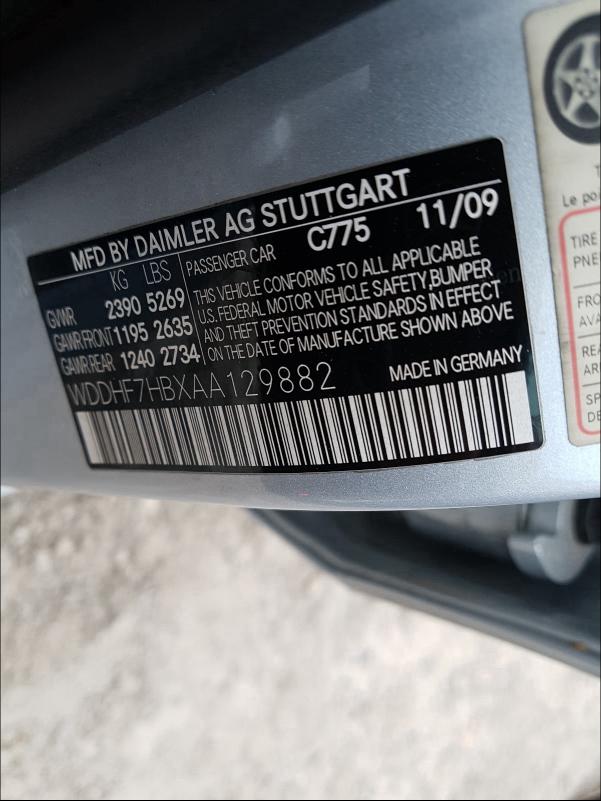 MFD BY DAIMLER AG STUTTGART
KG LBS
GVWR 2390 5269
GAWR FRONT 1195 2635
GAWR REAR 1240 2734
PASSENGER CAR C775 11/09
THIS VEHICLE CONFORMS TO ALL APPLICABLE
U.S. FEDERAL MOTOR VEHICLE SAFETY, BUMPER
AND THEFT PREVENTION STANDARDS IN EFFECT
ON THE DATE OF MANUFACTURE SHOWN ABOVE
WDDHF7HBXAA129882
MADE IN GERMANY
Le
TIRE